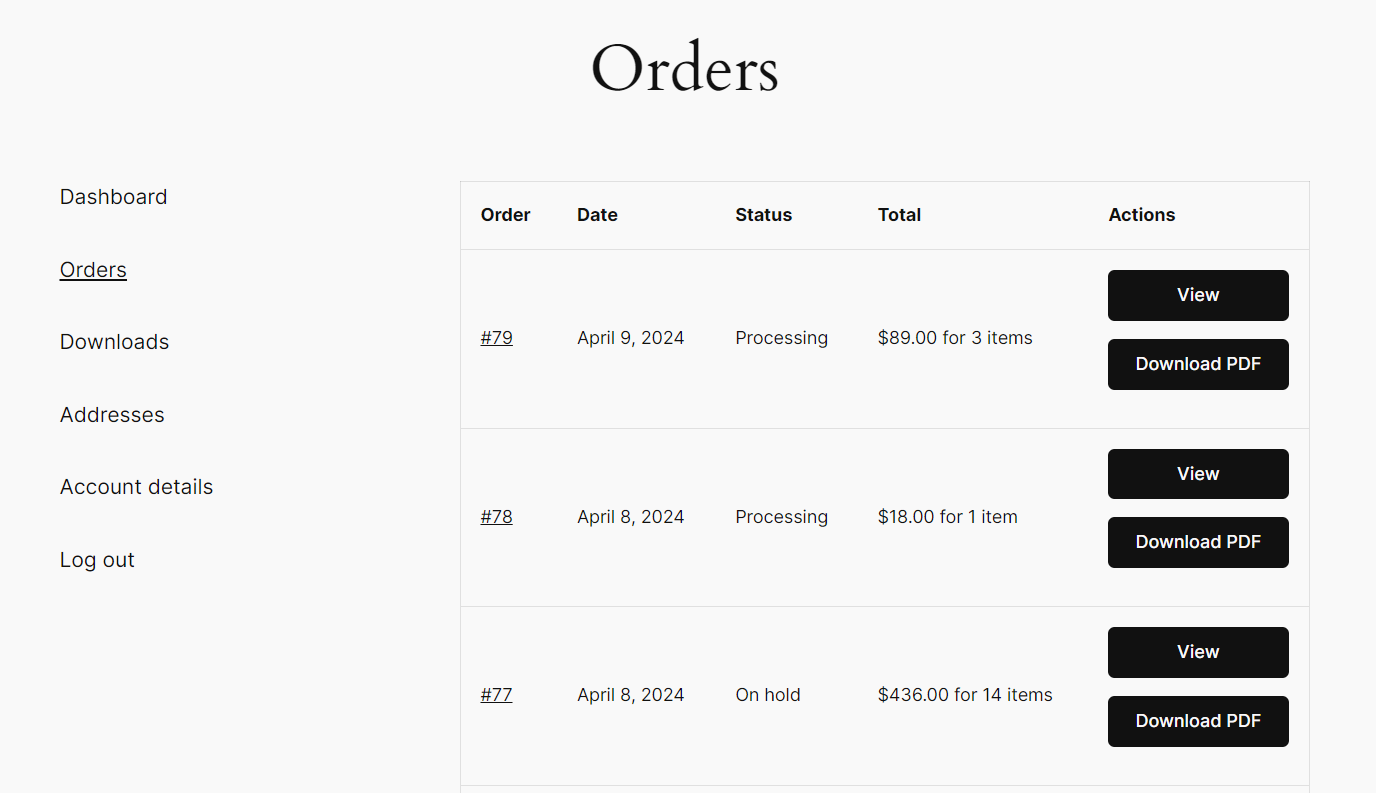 Orders
Dashboard
Orders
Downloads
Addresses
Account details
Log out
Order Date Status Total Actions
#79 April 9, 2024 Processing $89.00 for 3 items
View
Download PDF
#78 April 8, 2024 Processing $18.00 for 1 item
View
Download PDF
#77 April 8, 2024 On hold $436.00 for 14 items
View
Download PDF